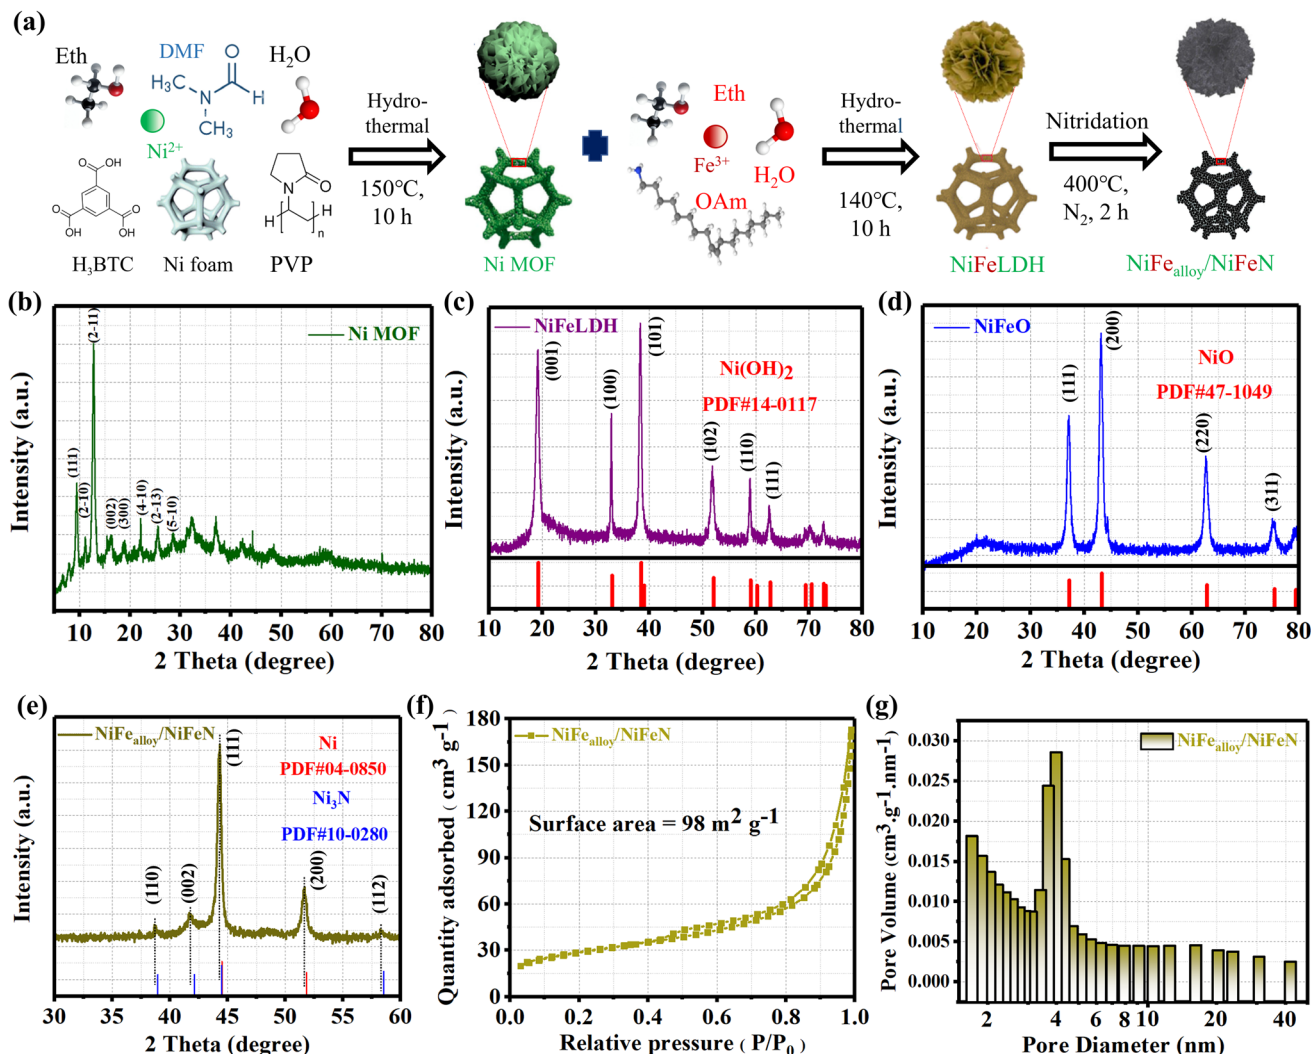 (a)
Eth
DMF
H₂O
O
H₃C
N
H
CH₃
Ni²⁺
O
OH
O
OH
O
OH
N
O
H
H
n
H₃BTC
Ni foam
PVP
Hydro-
thermal
150℃,
10 h
Ni MOF
Eth
Fe³⁺
H₂O
OAm
Hydro-
thermal
140℃,
10 h
NiFeLDH
Nitridation
400℃,
N₂, 2 h
NiFe_alloy/NiFeN
(b)
Intensity (a.u.)
Ni MOF
(111)
(2-10)
(2-11)
(002)
(300)
(4-10)
(2-13)
(5-10)
10 20 30 40 50 60 70 80
2 Theta (degree)
(c)
Intensity (a.u.)
NiFeLDH
(001)
(100)
(101)
(102)
(110)
(111)
Ni(OH)₂
PDF#14-0117
10 20 30 40 50 60 70 80
2 Theta (degree)
(d)
Intensity (a.u.)
NiFeO
(111)
(200)
(220)
(311)
NiO
PDF#47-1049
10 20 30 40 50 60 70 80
2 Theta (degree)
(e)
Intensity (a.u.)
NiFe_alloy/NiFeN
(110)
(002)
(111)
(200)
(112)
Ni
PDF#04-0850
Ni₃N
PDF#10-0280
30 35 40 45 50 55 60
2 Theta (degree)
(f)
Quantity adsorbed ( cm³ g⁻¹)
180
150
120
90
60
30
0
NiFe_alloy/NiFeN
Surface area = 98 m² g⁻¹
0.0 0.2 0.4 0.6 0.8 1.0
Relative pressure ( P/P₀ )
(g)
Pore Volume (cm³.g⁻¹.nm⁻¹)
0.030
0.025
0.020
0.015
0.010
0.005
0.000
NiFe_alloy/NiFeN
2 4 6 8 10 20 40
Pore Diameter (nm)